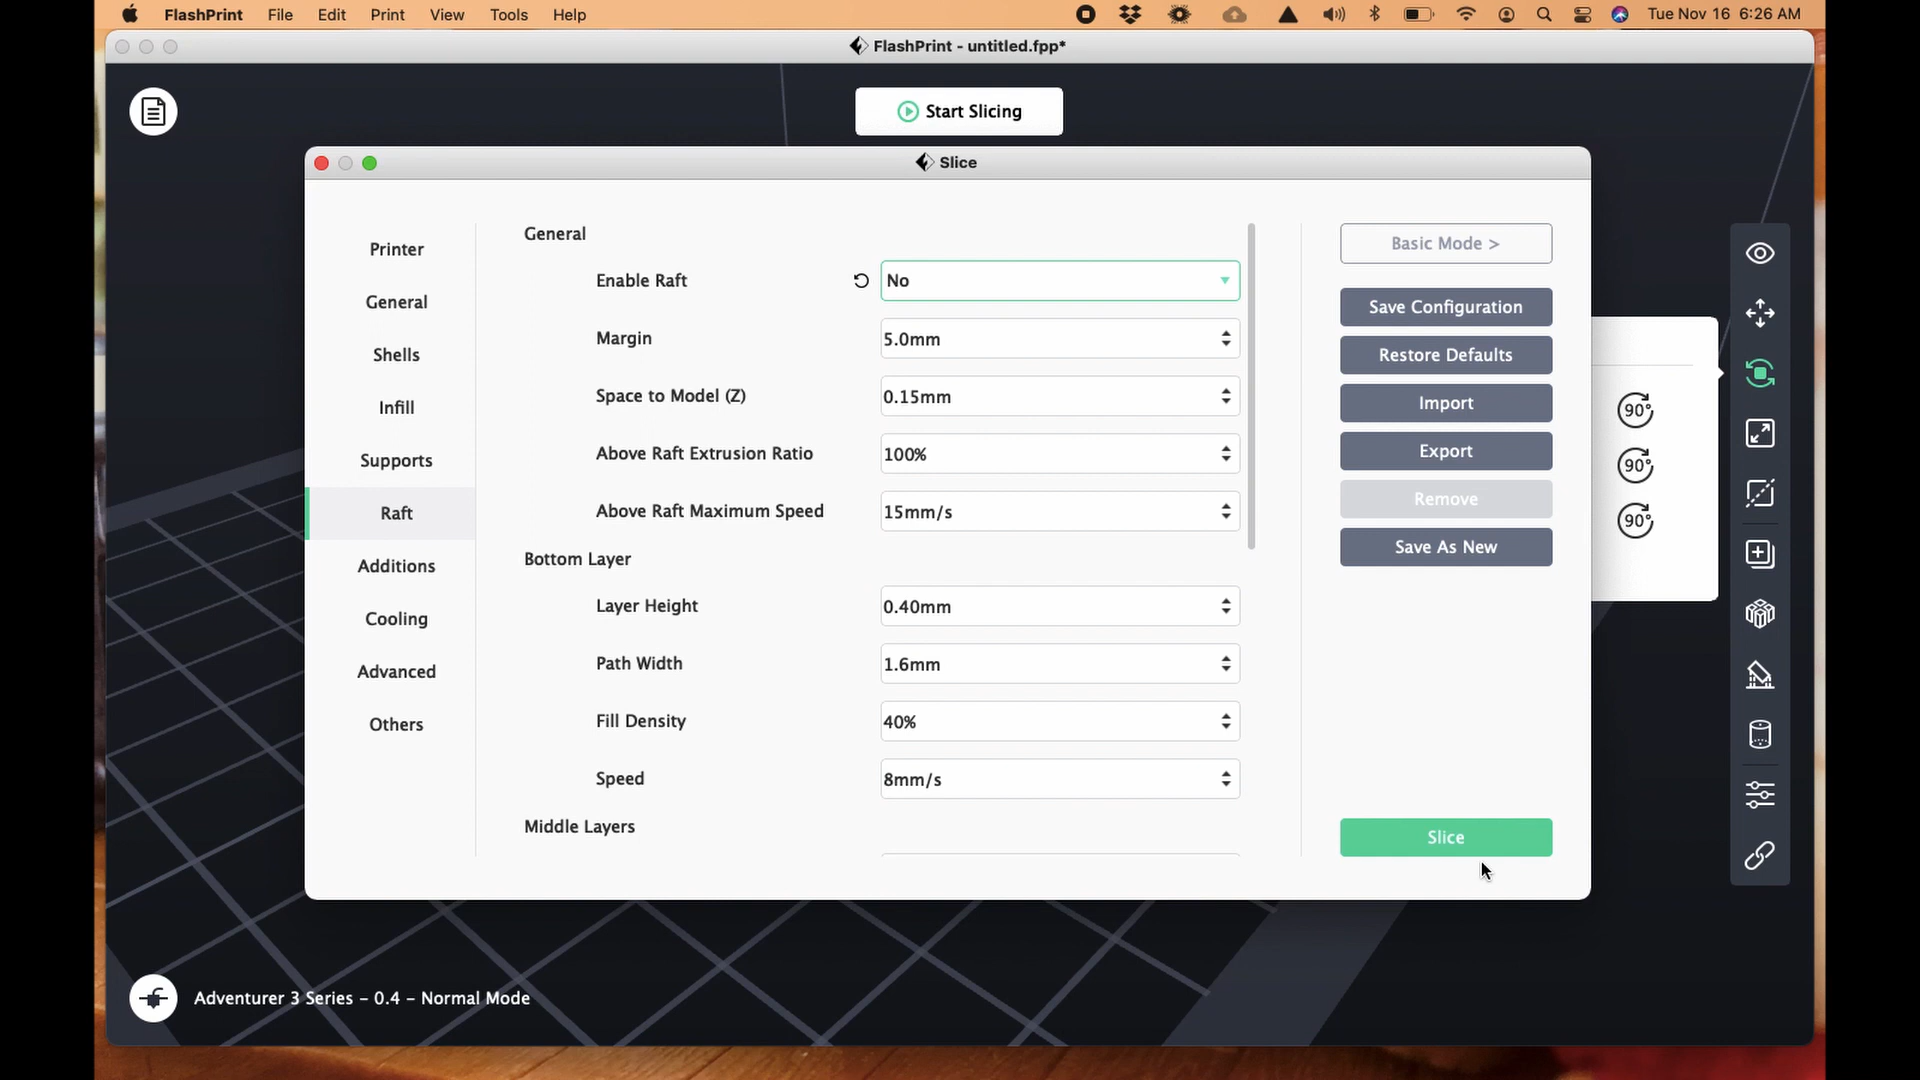 FlashPrint File Edit Print View Tools Help Tue Nov 16 6:26 AM
FlashPrint - untitled.fpp*
Start Slicing
Slice
Printer
General
Shells
Infill
Supports
Raft
Additions
Cooling
Advanced
Others
General
Enable Raft No
Margin 5.0mm
Space to Model (Z) 0.15mm
Above Raft Extrusion Ratio 100%
Above Raft Maximum Speed 15mm/s
Bottom Layer
Layer Height 0.40mm
Path Width 1.6mm
Fill Density 40%
Speed 8mm/s
Middle Layers
Basic Mode >
Save Configuration
Restore Defaults
Import
Export
Remove
Save As New
Slice
90°
90°
90°
Adventurer 3 Series - 0.4 - Normal Mode